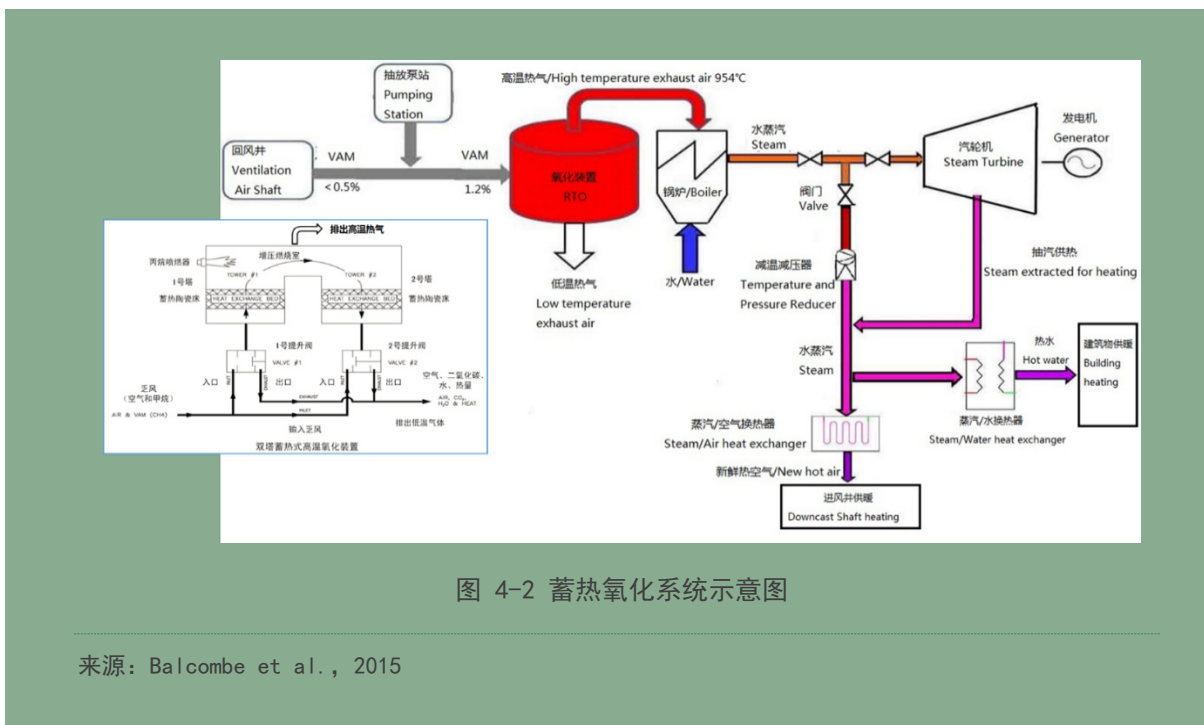 抽放泵站
Pumping
Station
高温热气/High temperature exhaust air 954℃
回风井
Ventilation
Air Shaft
VAM
<0.5%
VAM
1.2%
氧化装置
RTO
锅炉/Boiler
水蒸汽
Steam
阀门
Valve
汽轮机
Steam Turbine
发电机
Generator
低温热气
Low temperature
exhaust air
水/Water
减温减压器
Temperature and
Pressure Reducer
抽汽供热
Steam extracted for heating
水蒸汽
Steam
热水
Hot water
建筑物供暖
Building
heating
蒸汽/水换热器
Steam/Water heat exchanger
蒸汽/空气换热器
Steam/Air heat exchanger
新鲜热空气/New hot air
进风井供暖
Downcast Shaft heating
排出高温热气
丙烷喷燃器
增压燃烧室
1号塔
蓄热陶瓷床
TOWER #1
TOWER #2
2号塔
蓄热陶瓷床
HEAT EXCHANGE BED
HEAT EXCHANGE BED
1号提升阀
VALVE #1
2号提升阀
VALVE #2
入口
INLET
EXHAUST
出口
入口
INLET
EXHAUST
出口
乏风
(空气和甲烷)
AIR & VAM (CH4)
EXHAUST
INLET
输入乏风
空气、二氧化碳、
水、热量
AIR, CO₂,
H₂O & HEAT
排出低温气体
双塔蓄热式高温氧化装置
图 4-2 蓄热氧化系统示意图
来源：Balcombe et al., 2015